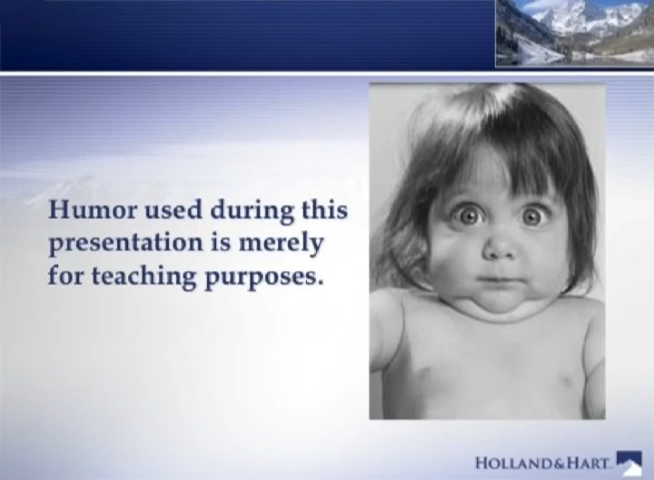 Humor used during this
presentation is merely
for teaching purposes.
HOLLAND&HART